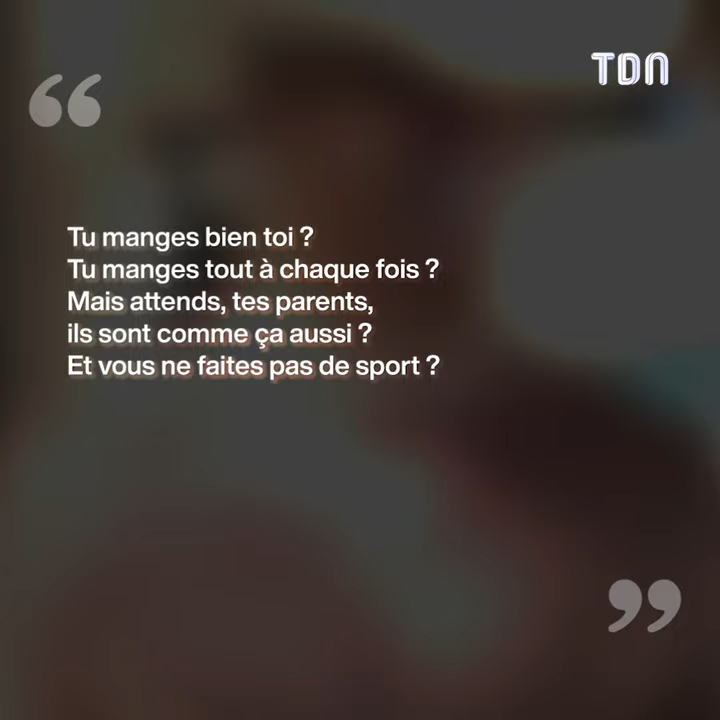 TDN
“
Tu manges bien toi ?
Tu manges tout à chaque fois ?
Mais attends, tes parents,
ils sont comme ça aussi ?
Et vous ne faites pas de sport ?
”